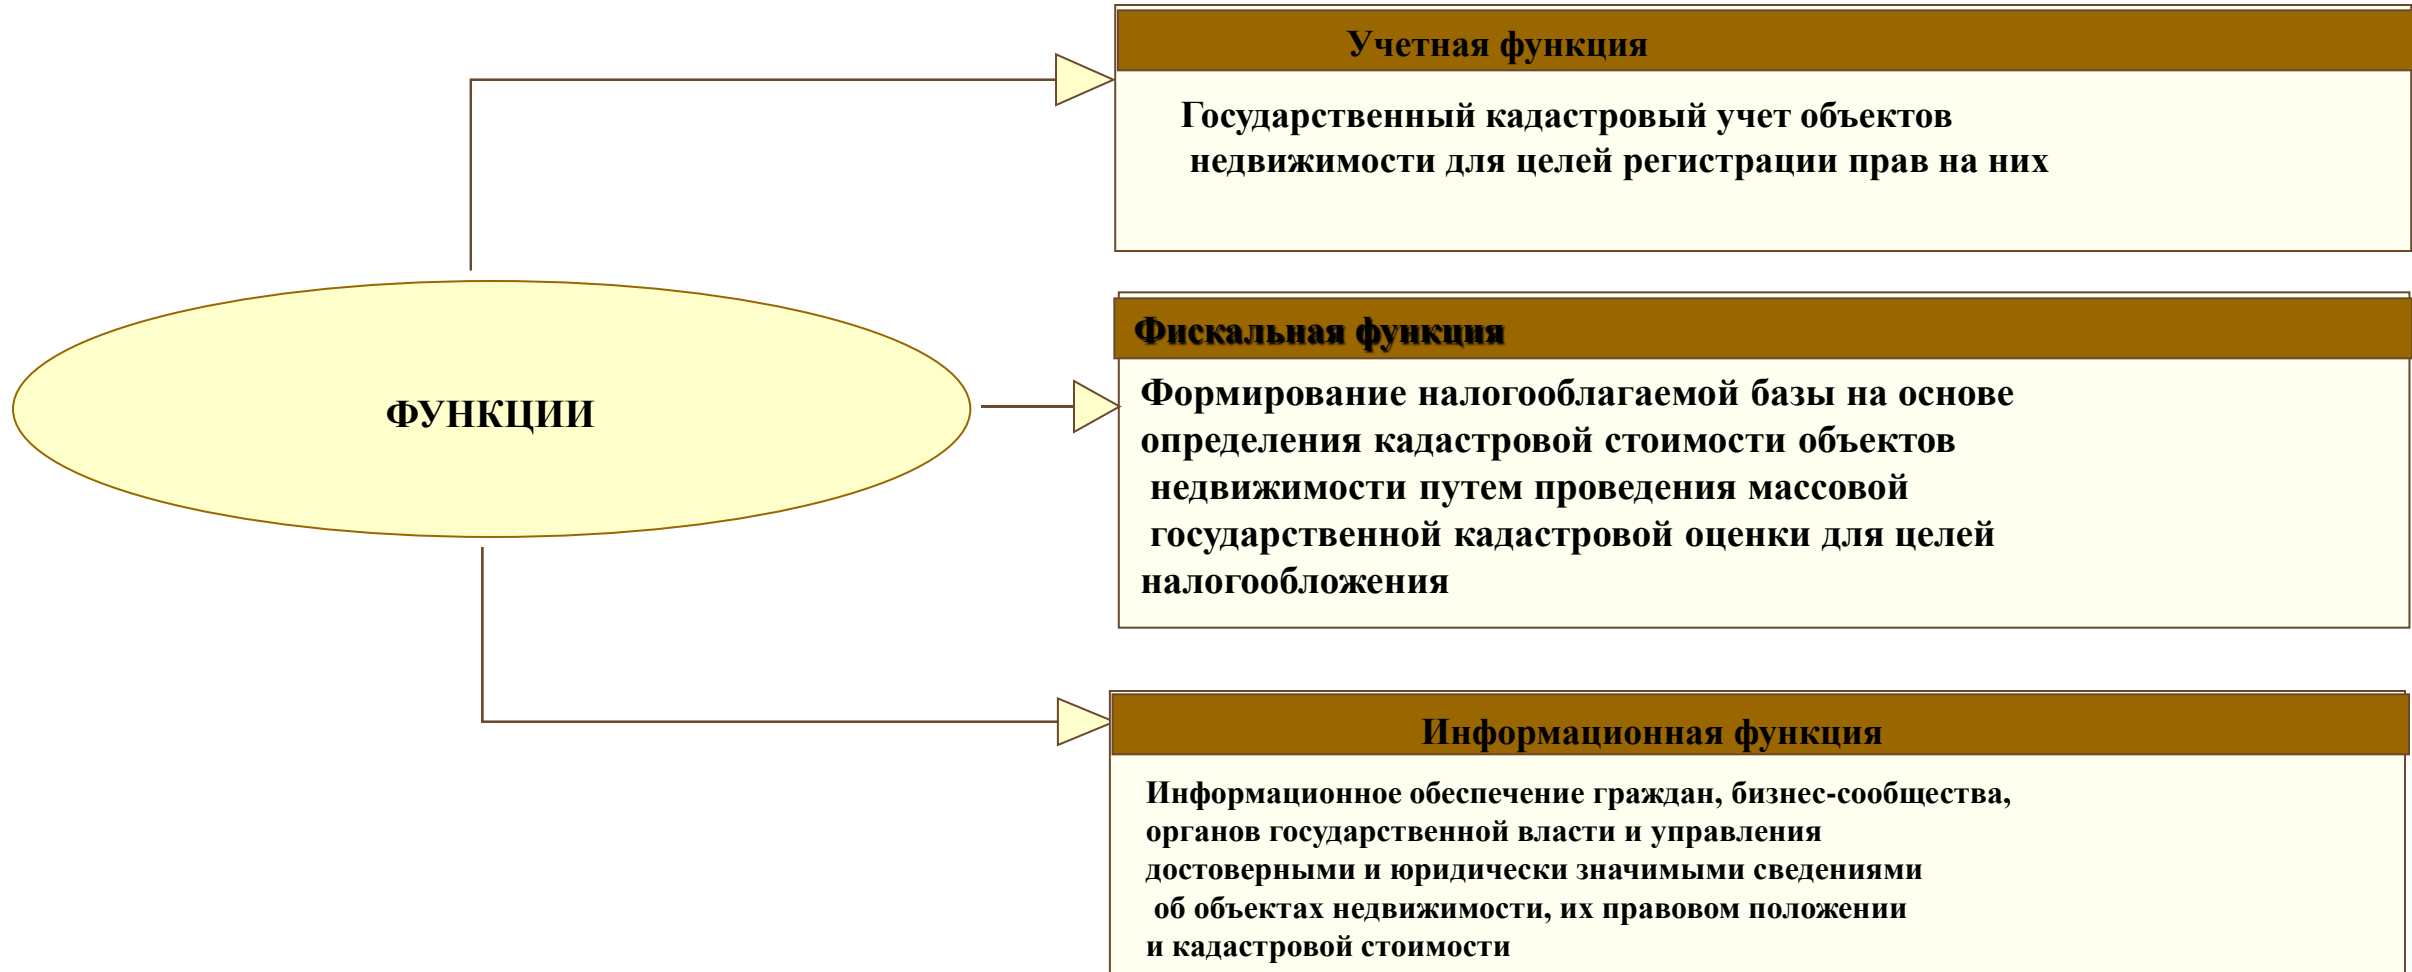 Учетная функция
Государственный кадастровый учет объектов
недвижимости для целей регистрации прав на них
ФУНКЦИИ
Фискальная функция
Формирование налогооблагаемой базы на основе
определения кадастровой стоимости объектов
недвижимости путем проведения массовой
государственной кадастровой оценки для целей
налогообложения
Информационная функция
Информационное обеспечение граждан, бизнес-сообщества,
органов государственной власти и управления
достоверными и юридически значимыми сведениями
об объектах недвижимости, их правовом положении
и кадастровой стоимости